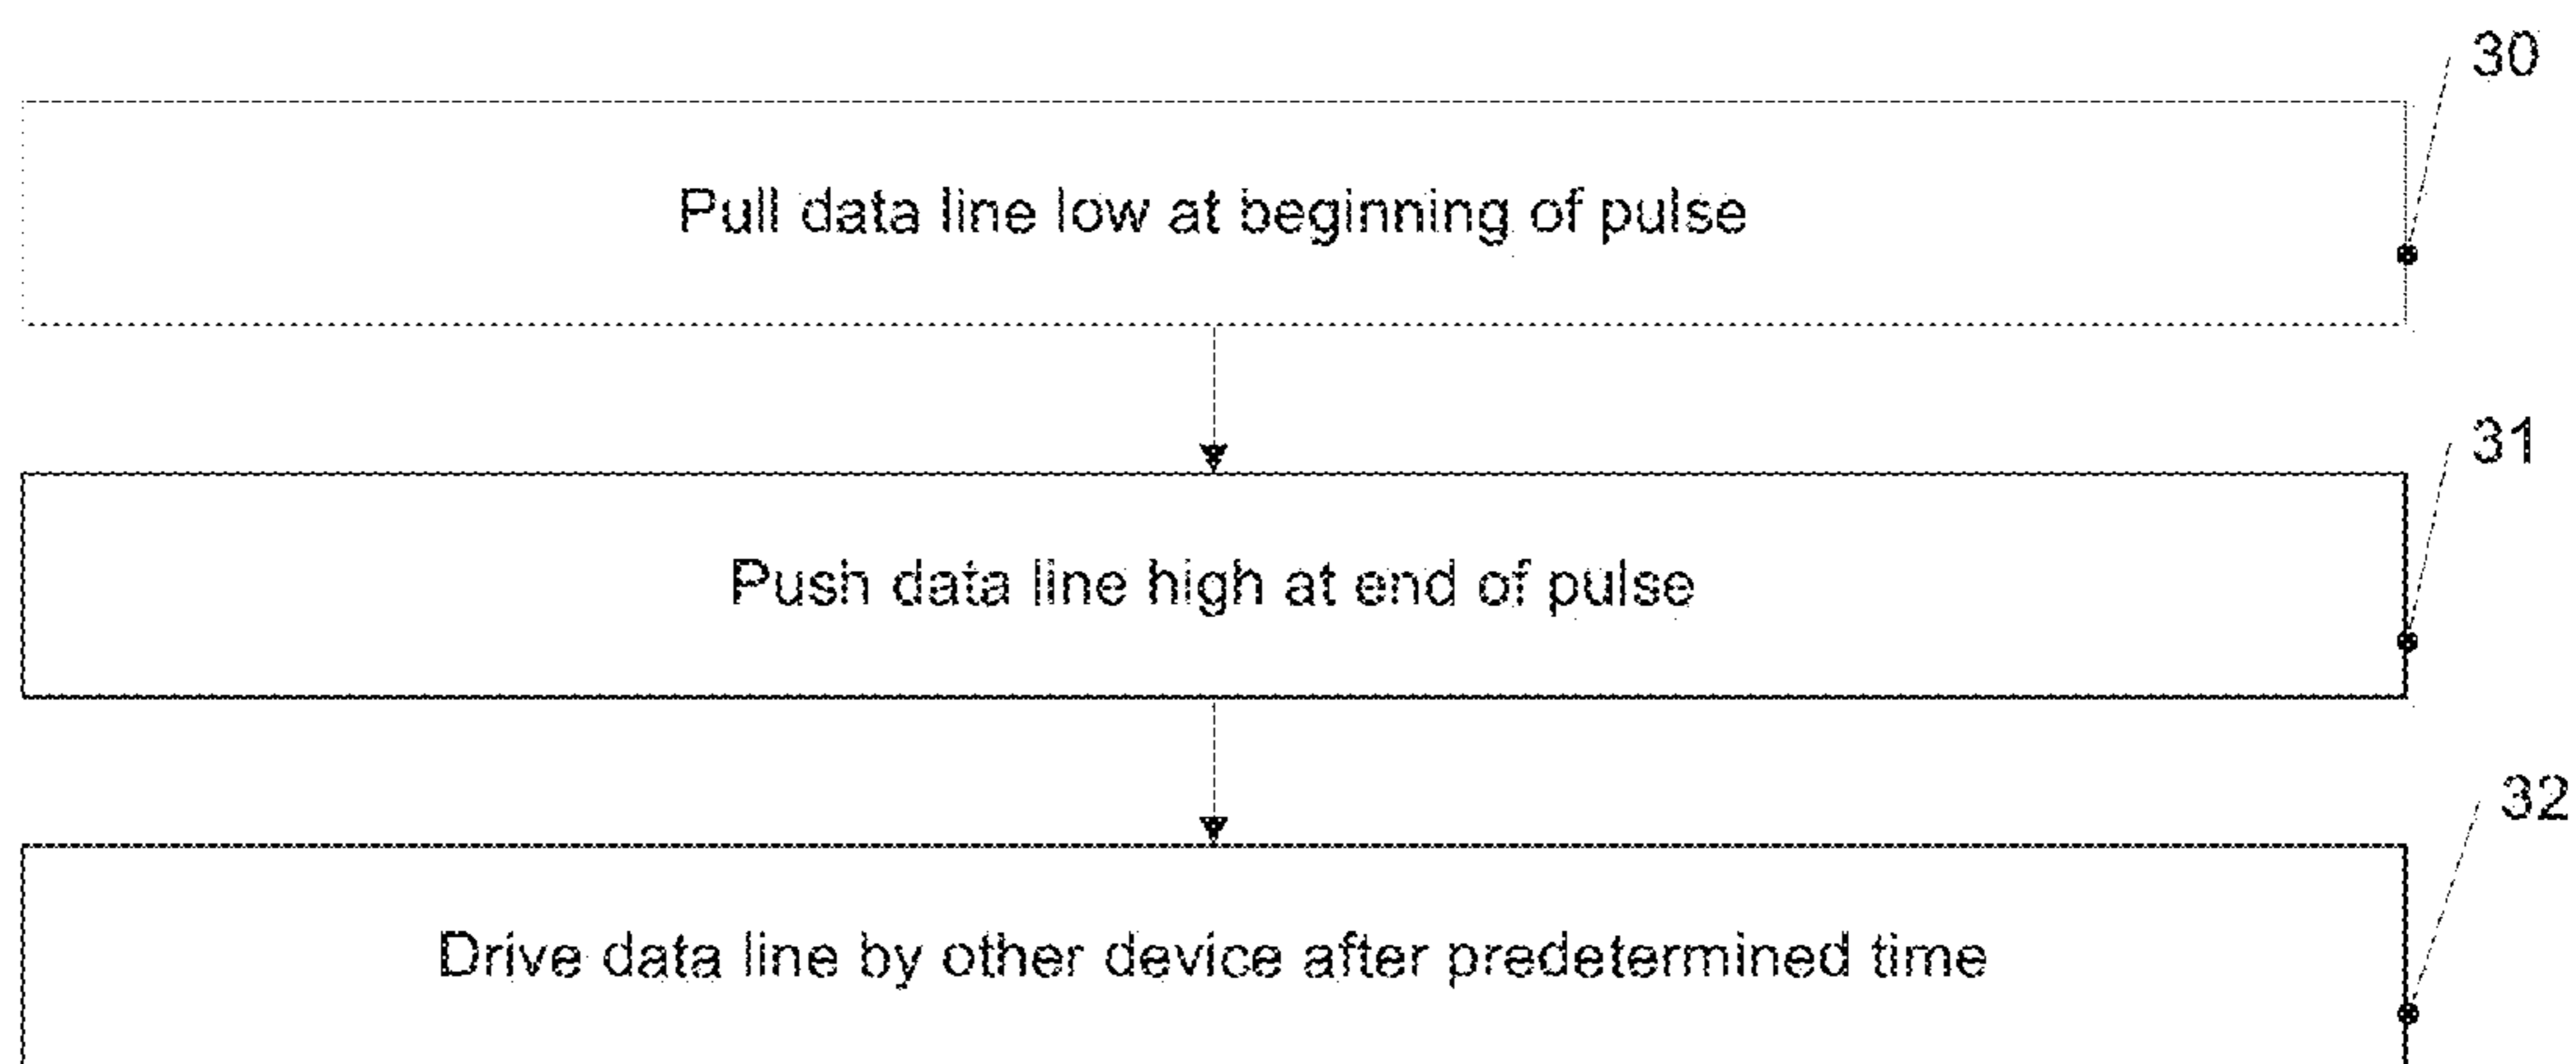 30
Pull data line low at beginning of pulse
31
Push data line high at end of pulse
32
Drive data line by other device after predetermined time